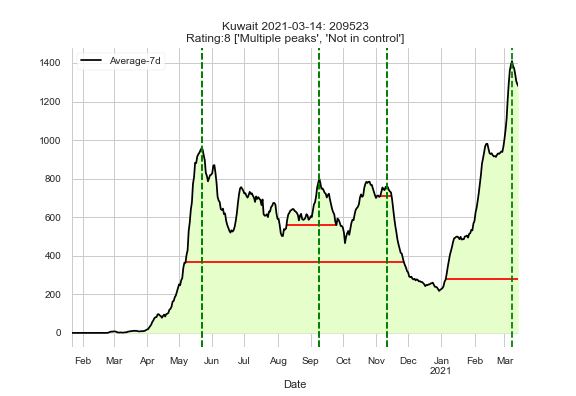 Kuwait 2021-03-14: 209523
Rating:8 ['Multiple peaks', 'Not in control']
Average-7d
1400
1200
1000
800
600
400
200
0
Feb Mar Apr May Jun Jul Aug Sep Oct Nov Dec Jan Feb Mar
2021
Date